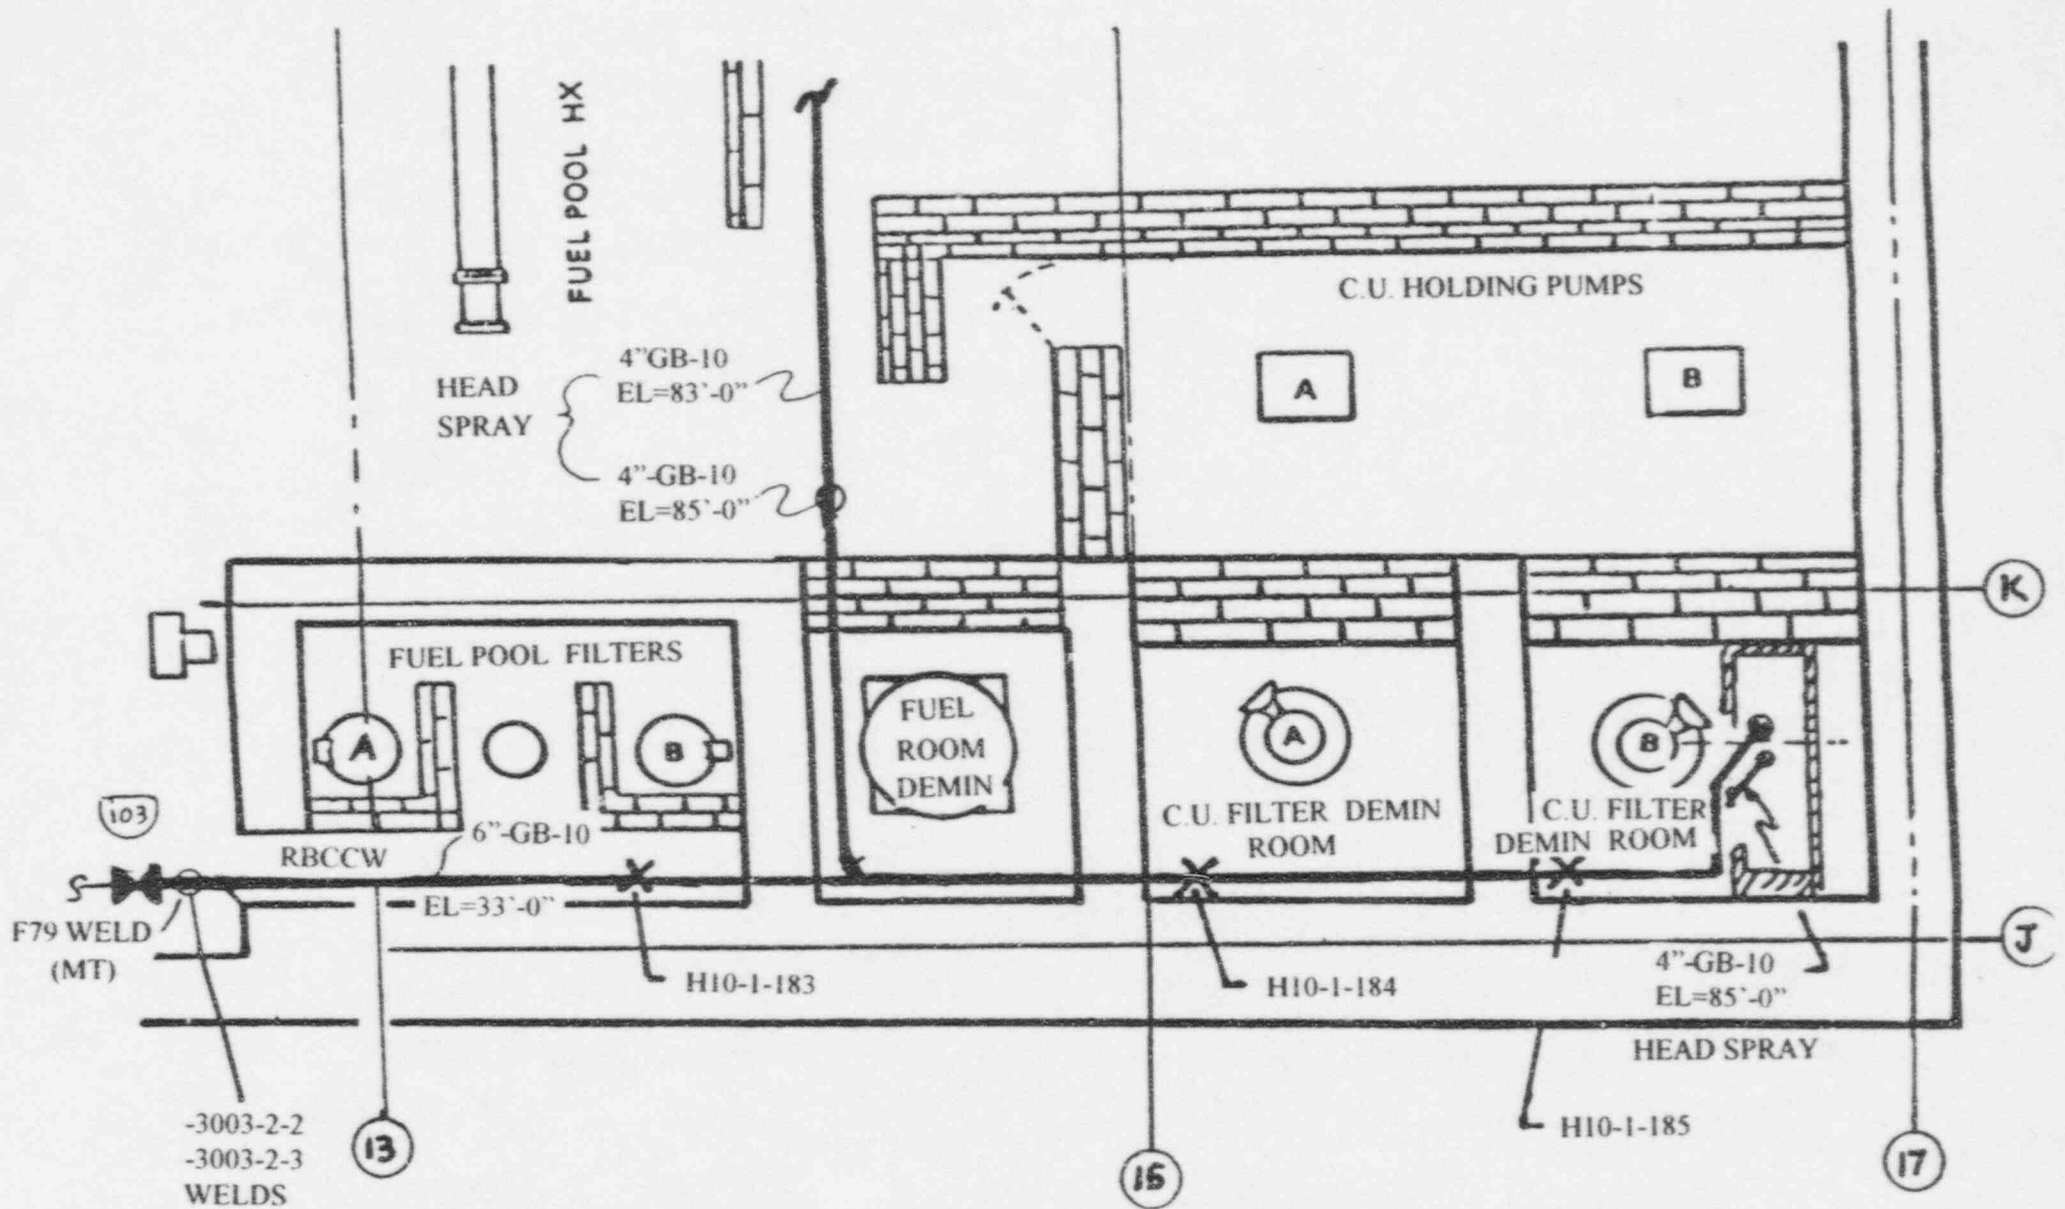 FUEL POOL HX
C.U. HOLDING PUMPS
A
B
HEAD
SPRAY
4"GB-10
EL=83'-0"
4"-GB-10
EL=85'-0"
K
FUEL POOL FILTERS
A
B
FUEL
ROOM
DEMIN
A
C.U. FILTER DEMIN
ROOM
B
C.U. FILTER
DEMIN ROOM
103
6"-GB-10
RBCCW
EL=33'-0"
F79 WELD
(MT)
H10-1-183
H10-1-184
4"-GB-10
EL=85'-0"
J
HEAD SPRAY
H10-1-185
-3003-2-2
-3003-2-3
WELDS
13
15
17